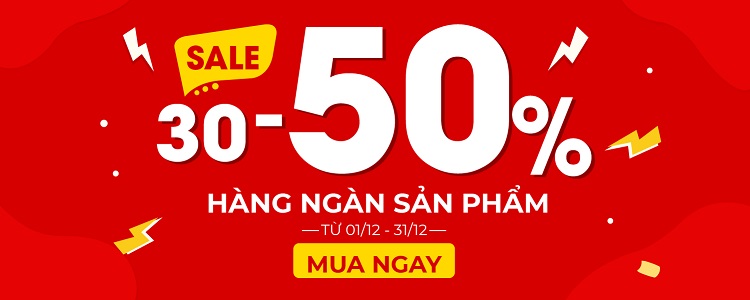 SALE
30-50%
HÀNG NGÀN SẢN PHẨM
TỪ 01/12 - 31/12
MUA NGAY